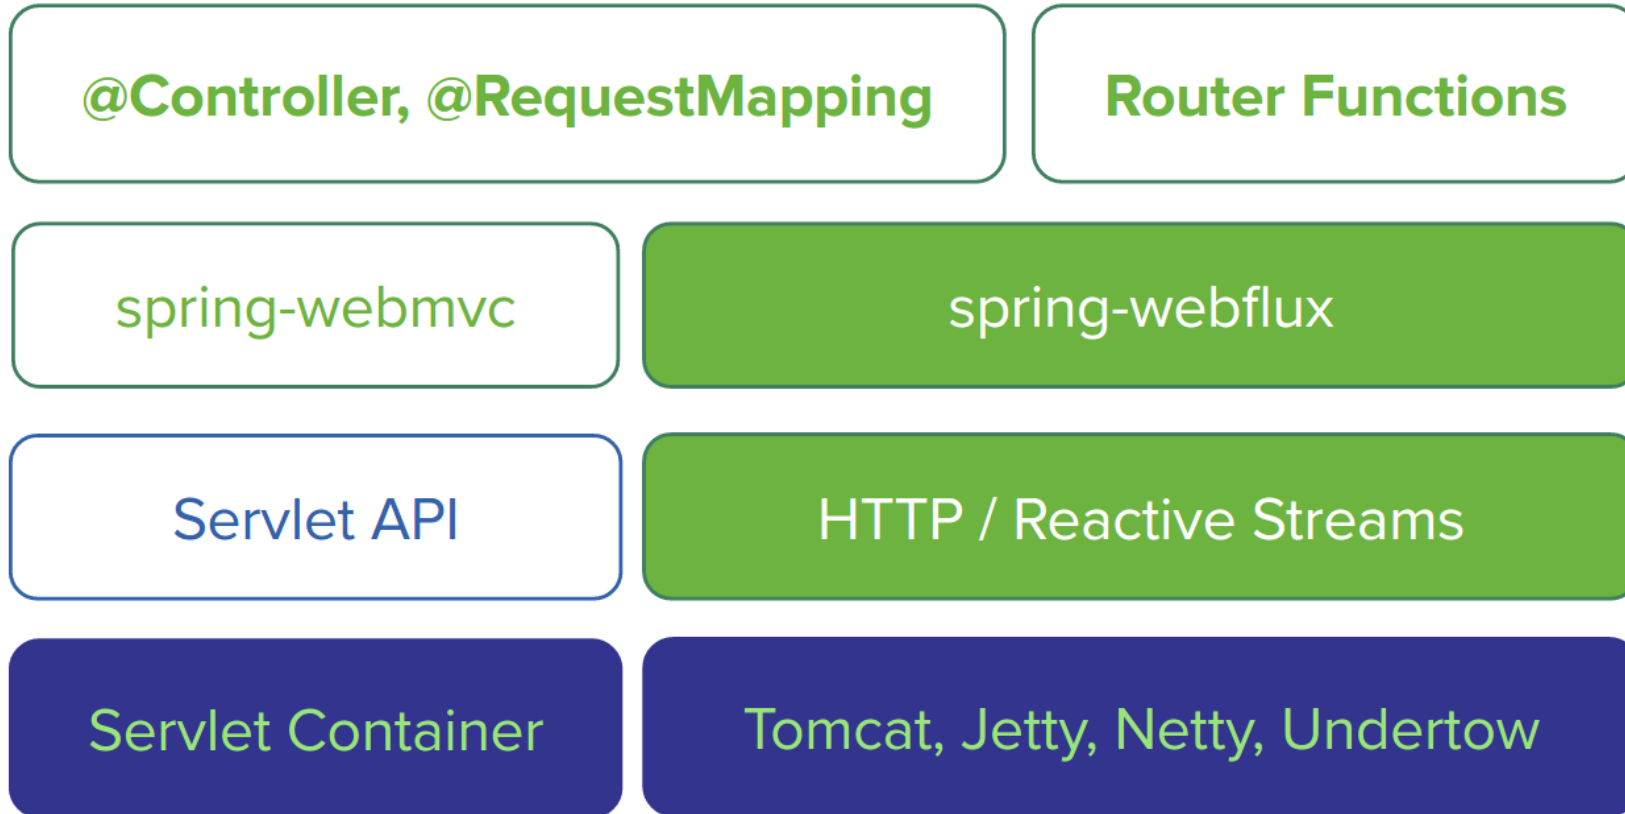 @Controller, @RequestMapping
Router Functions
spring-webmvc
spring-webflux
Servlet API
HTTP / Reactive Streams
Servlet Container
Tomcat, Jetty, Netty, Undertow